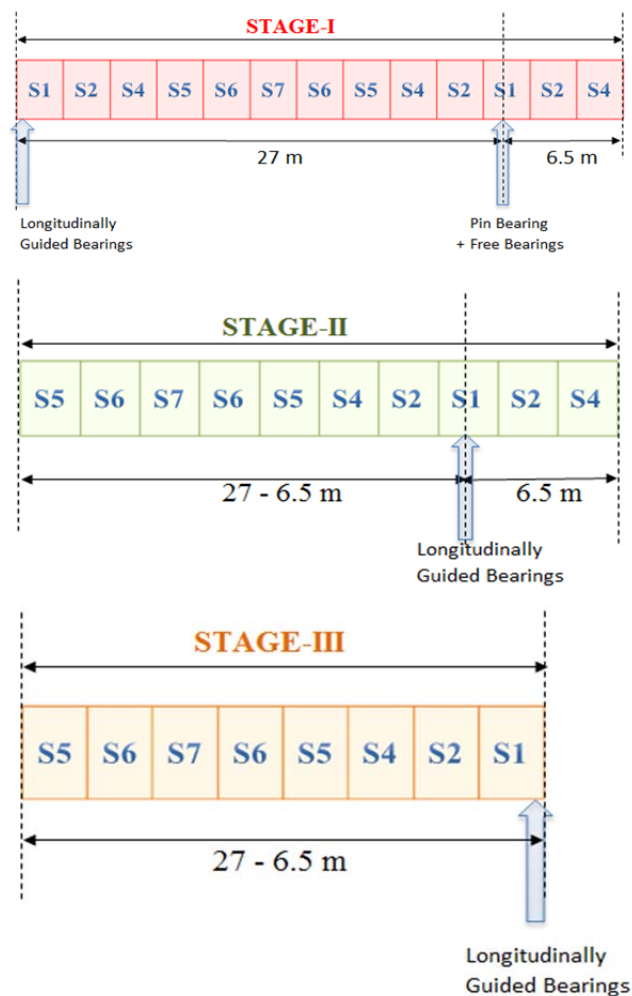 STAGE-I
S1 S2 S4 S5 S6 S7 S6 S5 S4 S2 S1 S2 S4
27 m 6.5 m
Longitudinally
Guided Bearings
Pin Bearing
+ Free Bearings
STAGE-II
S5 S6 S7 S6 S5 S4 S2 S1 S2 S4
27 - 6.5 m 6.5 m
Longitudinally
Guided Bearings
STAGE-III
S5 S6 S7 S6 S5 S4 S2 S1
27 - 6.5 m
Longitudinally
Guided Bearings